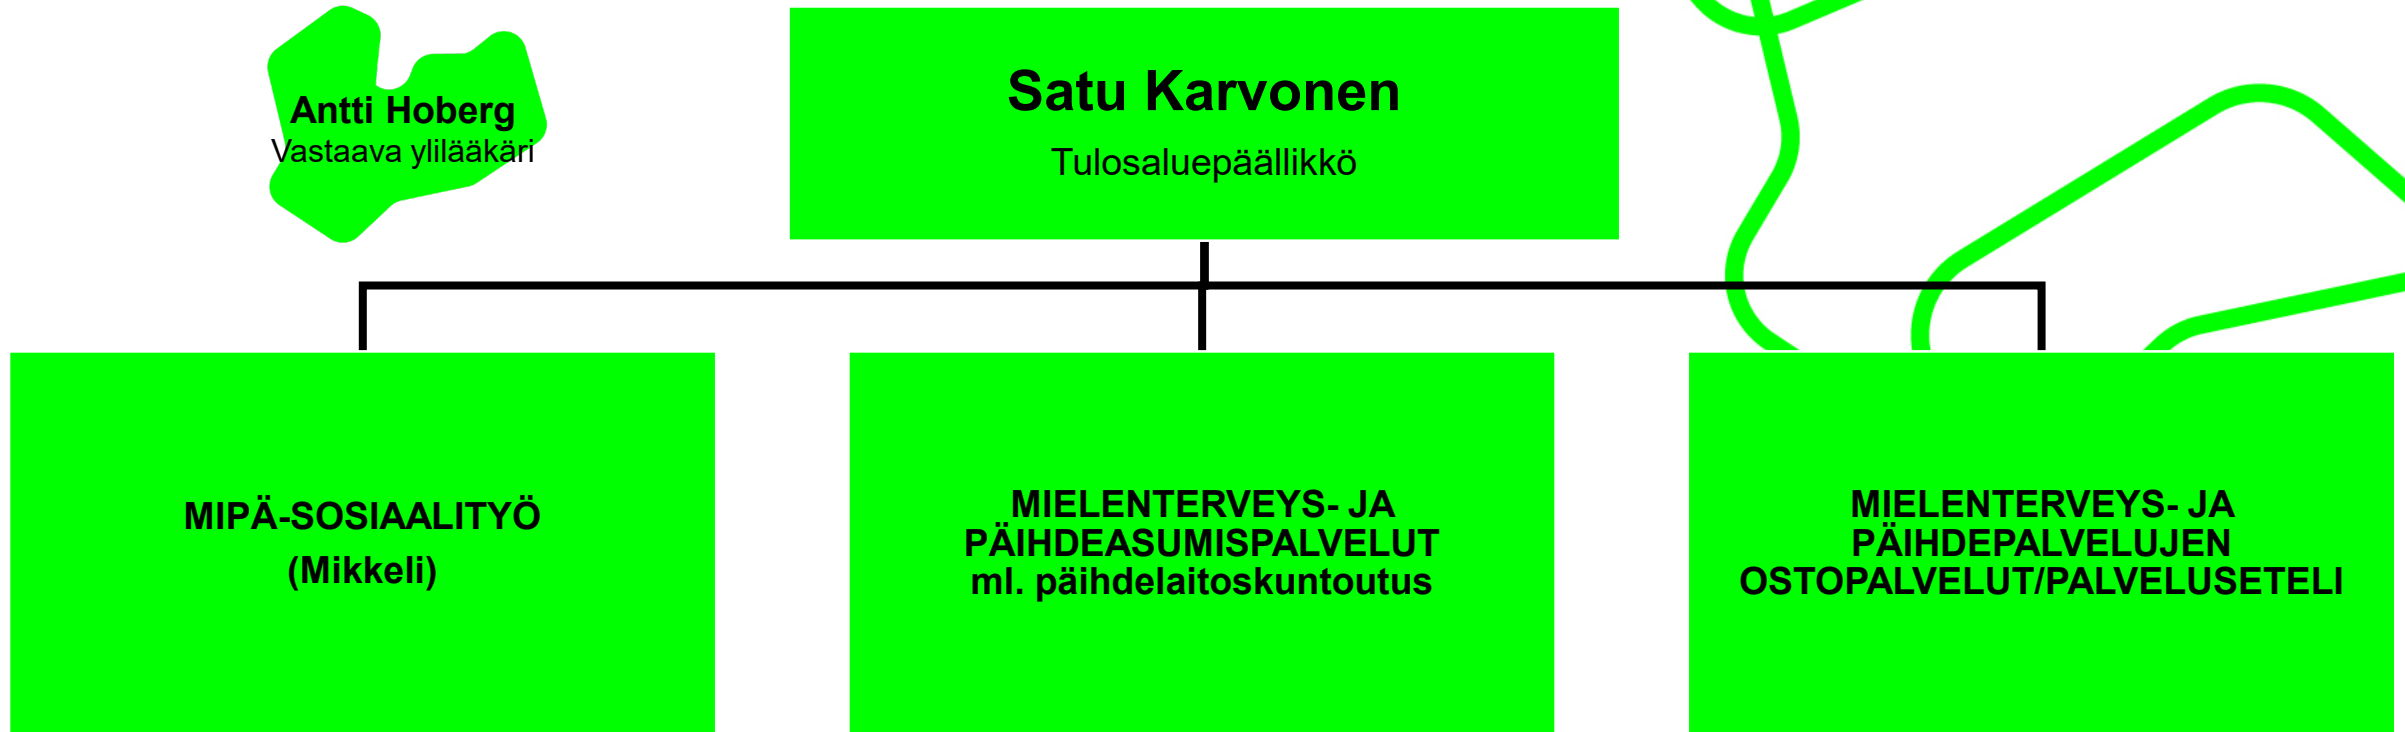 Antti Hoberg
Vastaava ylilääkäri
Satu Karvonen
Tulosaluepäällikkö
MIPÄ-SOSIAALITYÖ
(Mikkeli)
MIELENTERVEYS- JA
PÄIHDEASUMISPALVELUT
ml. päihdelaitoskuntoutus
MIELENTERVEYS- JA
PÄIHDEPALVELUJEN
OSTOPALVELUT/PALVELUSETELI